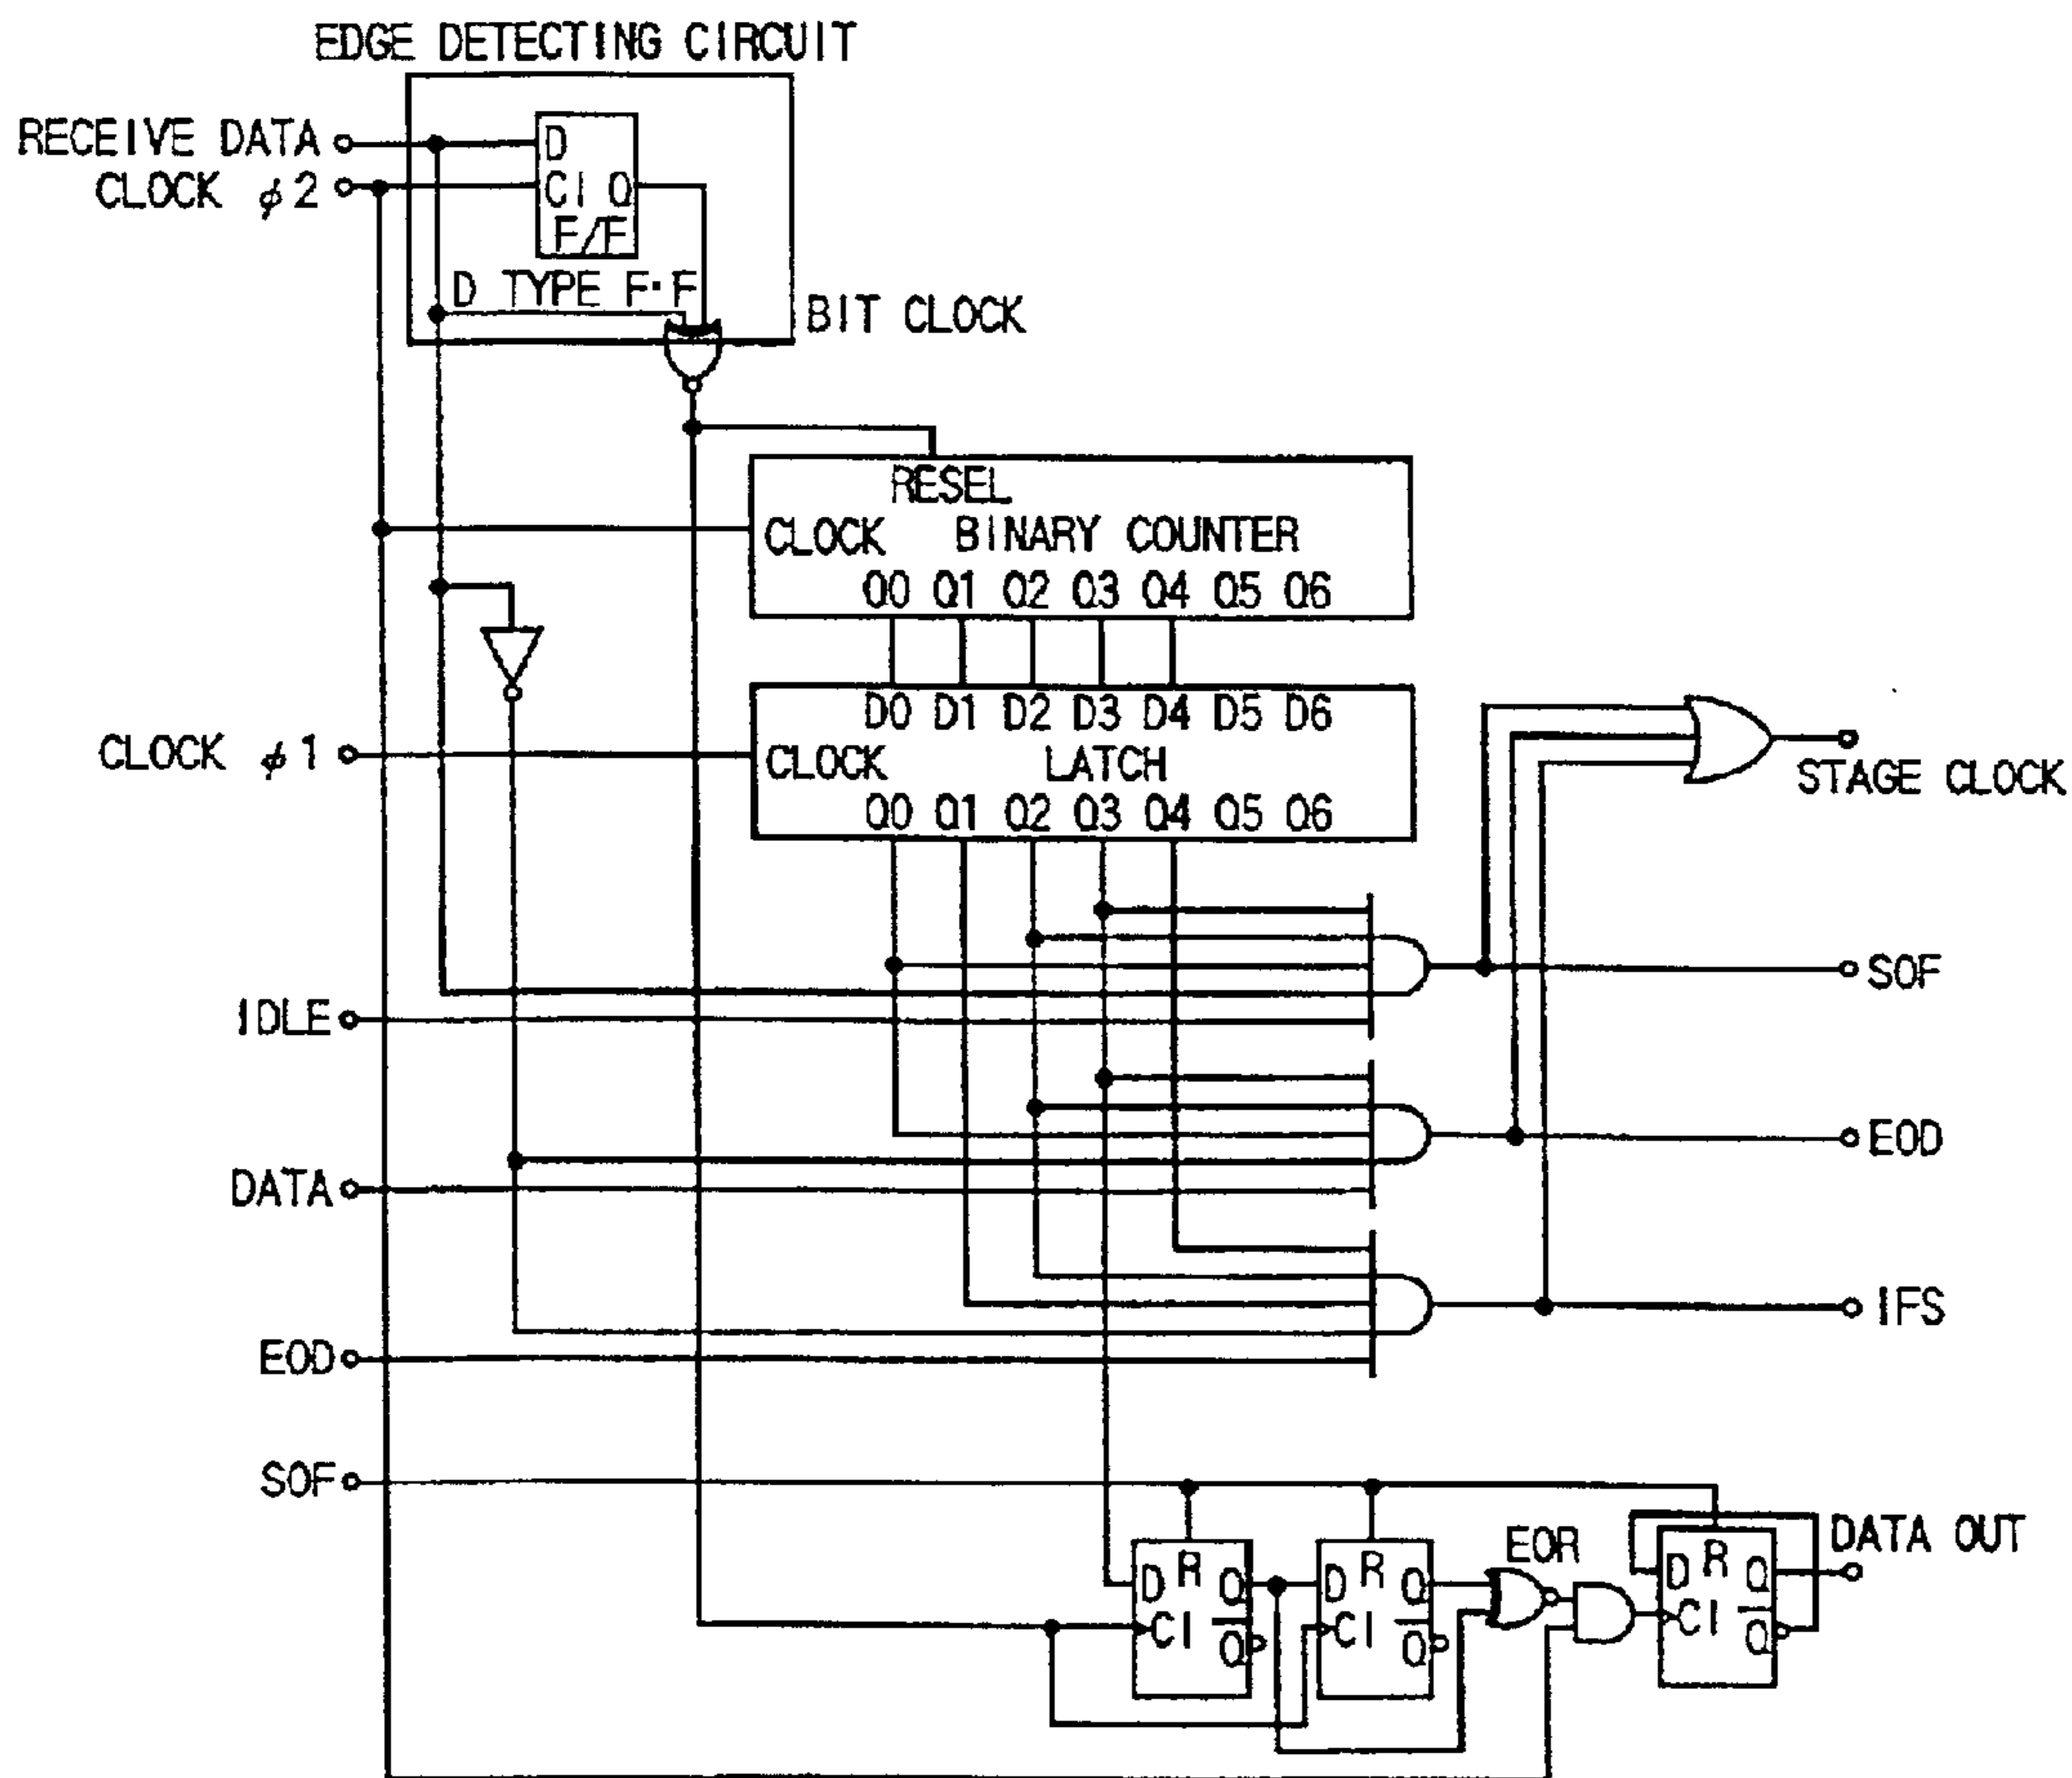 EDGE DETECTING CIRCUIT
RECEIVE DATA
CLOCK φ2
D
CI Q
F/F
D TYPE F·F
BIT CLOCK
RESEL
CLOCK BINARY COUNTER
Q0 Q1 Q2 Q3 Q4 Q5 Q6
D0 D1 D2 D3 D4 D5 D6
CLOCK φ1
CLOCK LATCH
STAGE CLOCK
Q0 Q1 Q2 Q3 Q4 Q5 Q6
SOF
IDLE
EOD
DATA
IFS
EOD
SOF
EOR
DATA OUT
D R Q
CI Q̅
D R Q
CI Q̅
D R Q
CI Q̅